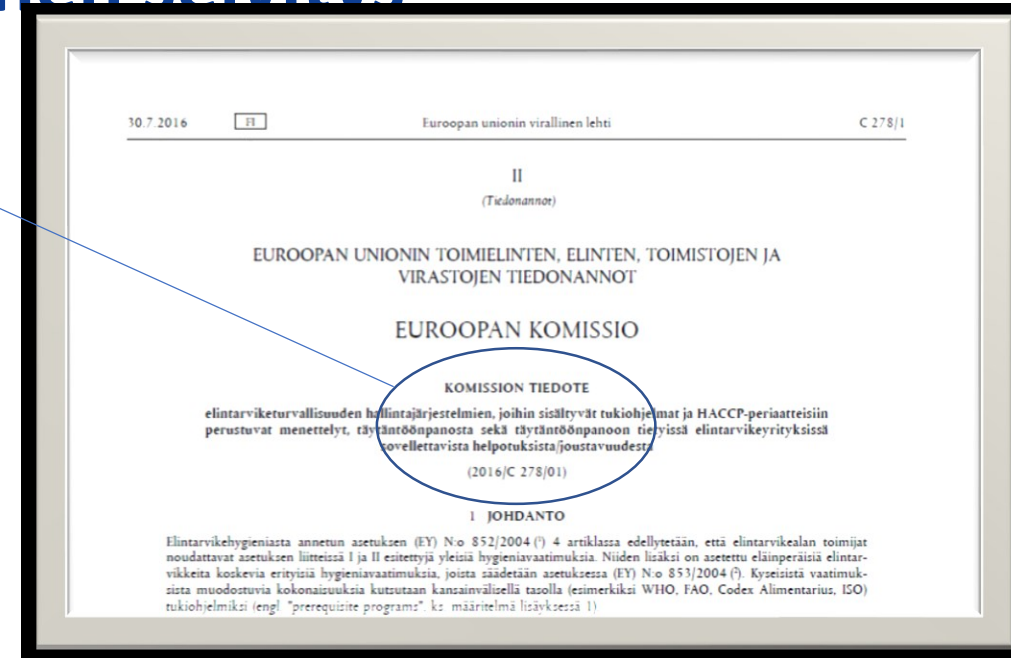 30.7.2016 FI Euroopan unionin virallinen lehti C 278/1
II
(Tiedonannot)
EUROOPAN UNIONIN TOIMIELINTEN, ELINTEN, TOIMISTOJEN JA
VIRASTOJEN TIEDONANNOT
EUROOPAN KOMISSIO
KOMISSION TIEDOTE
elintarviketurvallisuuden hallintajärjestelmien, joihin sisältyvät tukiohjelmat ja HACCP-periaatteisiin
perustuvat menettelyt, täytäntöönpanosta sekä täytäntöönpanoon tietyissä elintarvikeyrityksissä
sovellettavista helpotuksista/joustavuudesta
(2016/C 278/01)
1 JOHDANTO
Elintarvikehygieniasta annetun asetuksen (EY) N:o 852/2004 (¹) 4 artiklassa edellytetään, että elintarvikealan toimijat
noudattavat asetuksen liitteissä I ja II esitettyjä yleisiä hygieniavaatimuksia. Niiden lisäksi on asetettu eläinperäisiä elintar-
vikkeita koskevia erityisiä hygieniavaatimuksia, joista säädetään asetuksessa (EY) N:o 853/2004 (²). Kyseisistä vaatimuk-
sista muodostuvia kokonaisuuksia kutsutaan kansainvälisellä tasolla (esimerkiksi WHO, FAO, Codex Alimentarius, ISO)
tukiohjelmiksi (engl. "prerequisite programs", ks. määritelmä lisäyksessä 1)